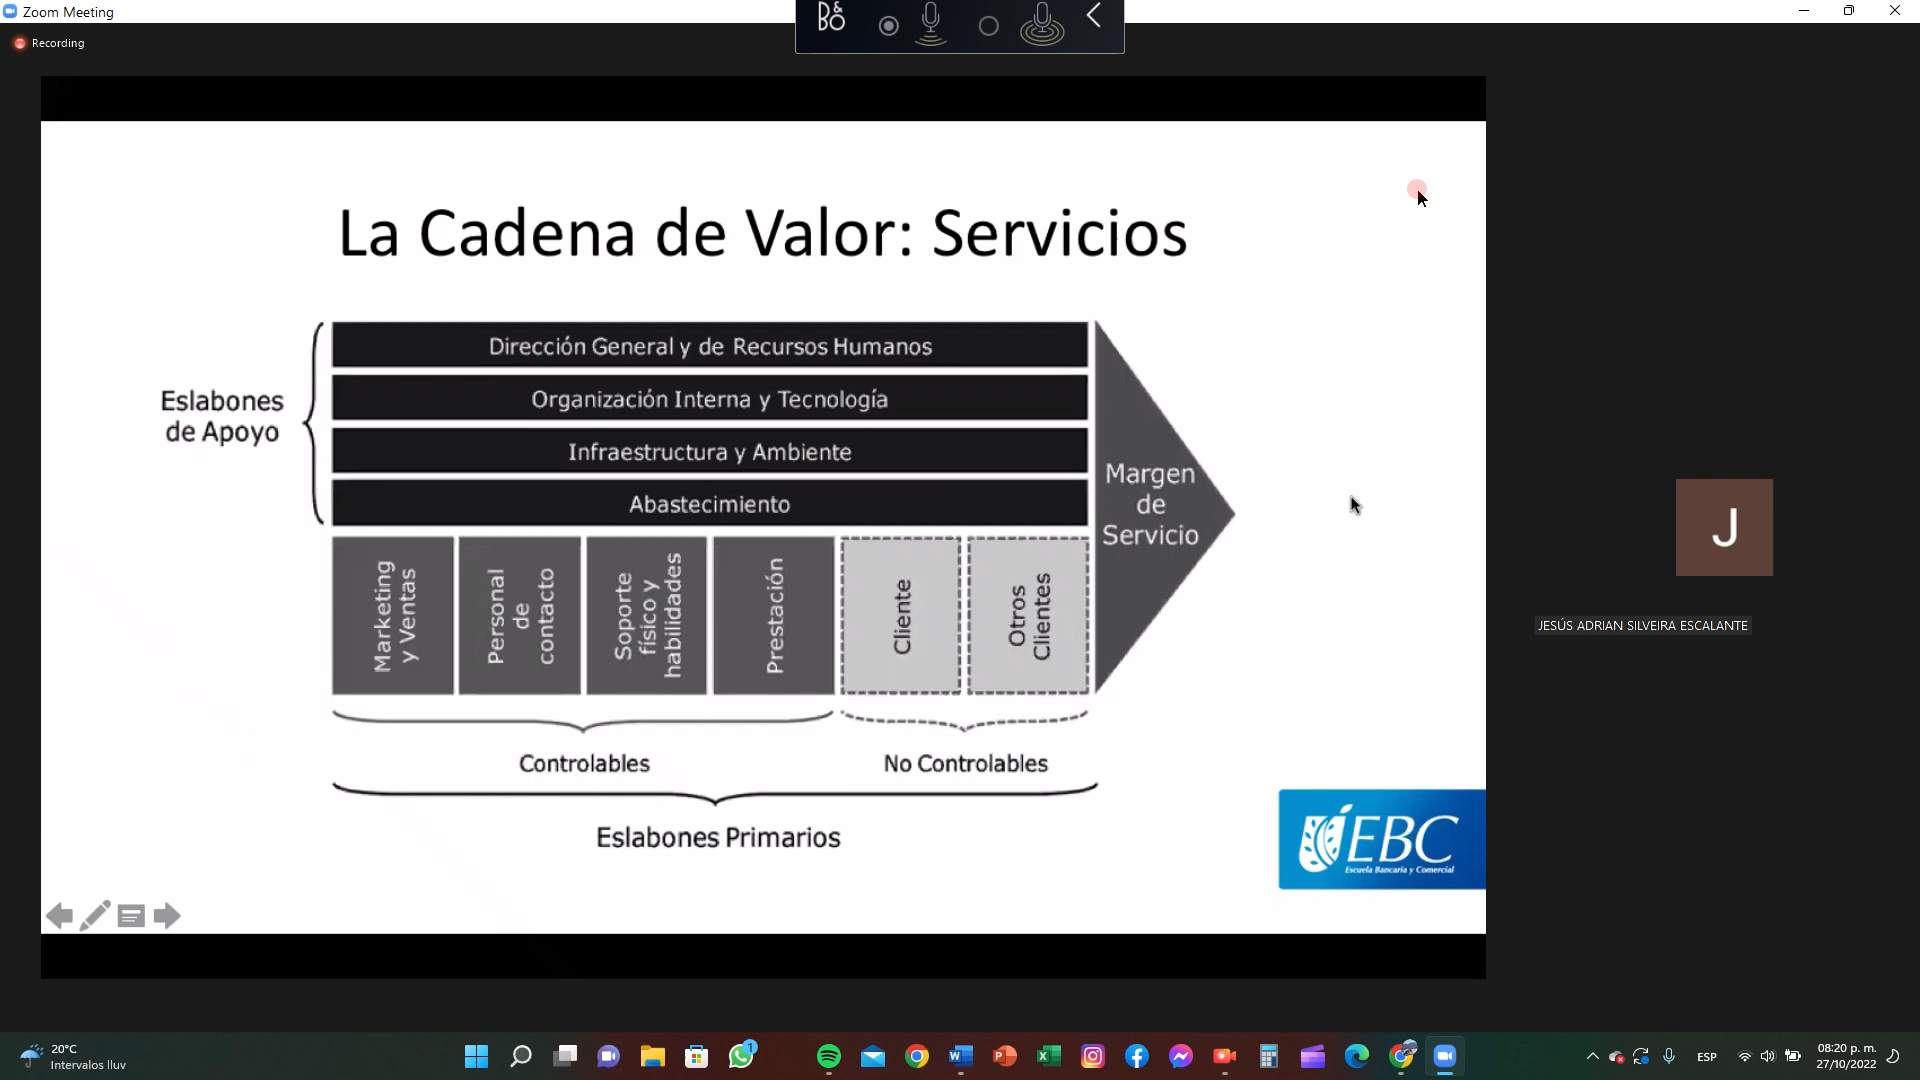 Zoom Meeting
B&O
Recording
La Cadena de Valor: Servicios
Dirección General y de Recursos Humanos
Organización Interna y Tecnología
Infraestructura y Ambiente
Abastecimiento
Eslabones
de Apoyo
Margen
de
Servicio
Marketing
y Ventas
Personal
de
contacto
Soporte
físico y
habilidades
Prestación
Cliente
Otros
Clientes
Controlables
No Controlables
Eslabones Primarios
EBC
Escuela Bancaria y Comercial
J
JESÚS ADRIAN SILVEIRA ESCALANTE
20°C
Intervalos lluv
1
ESP
08:20 p. m.
27/10/2022